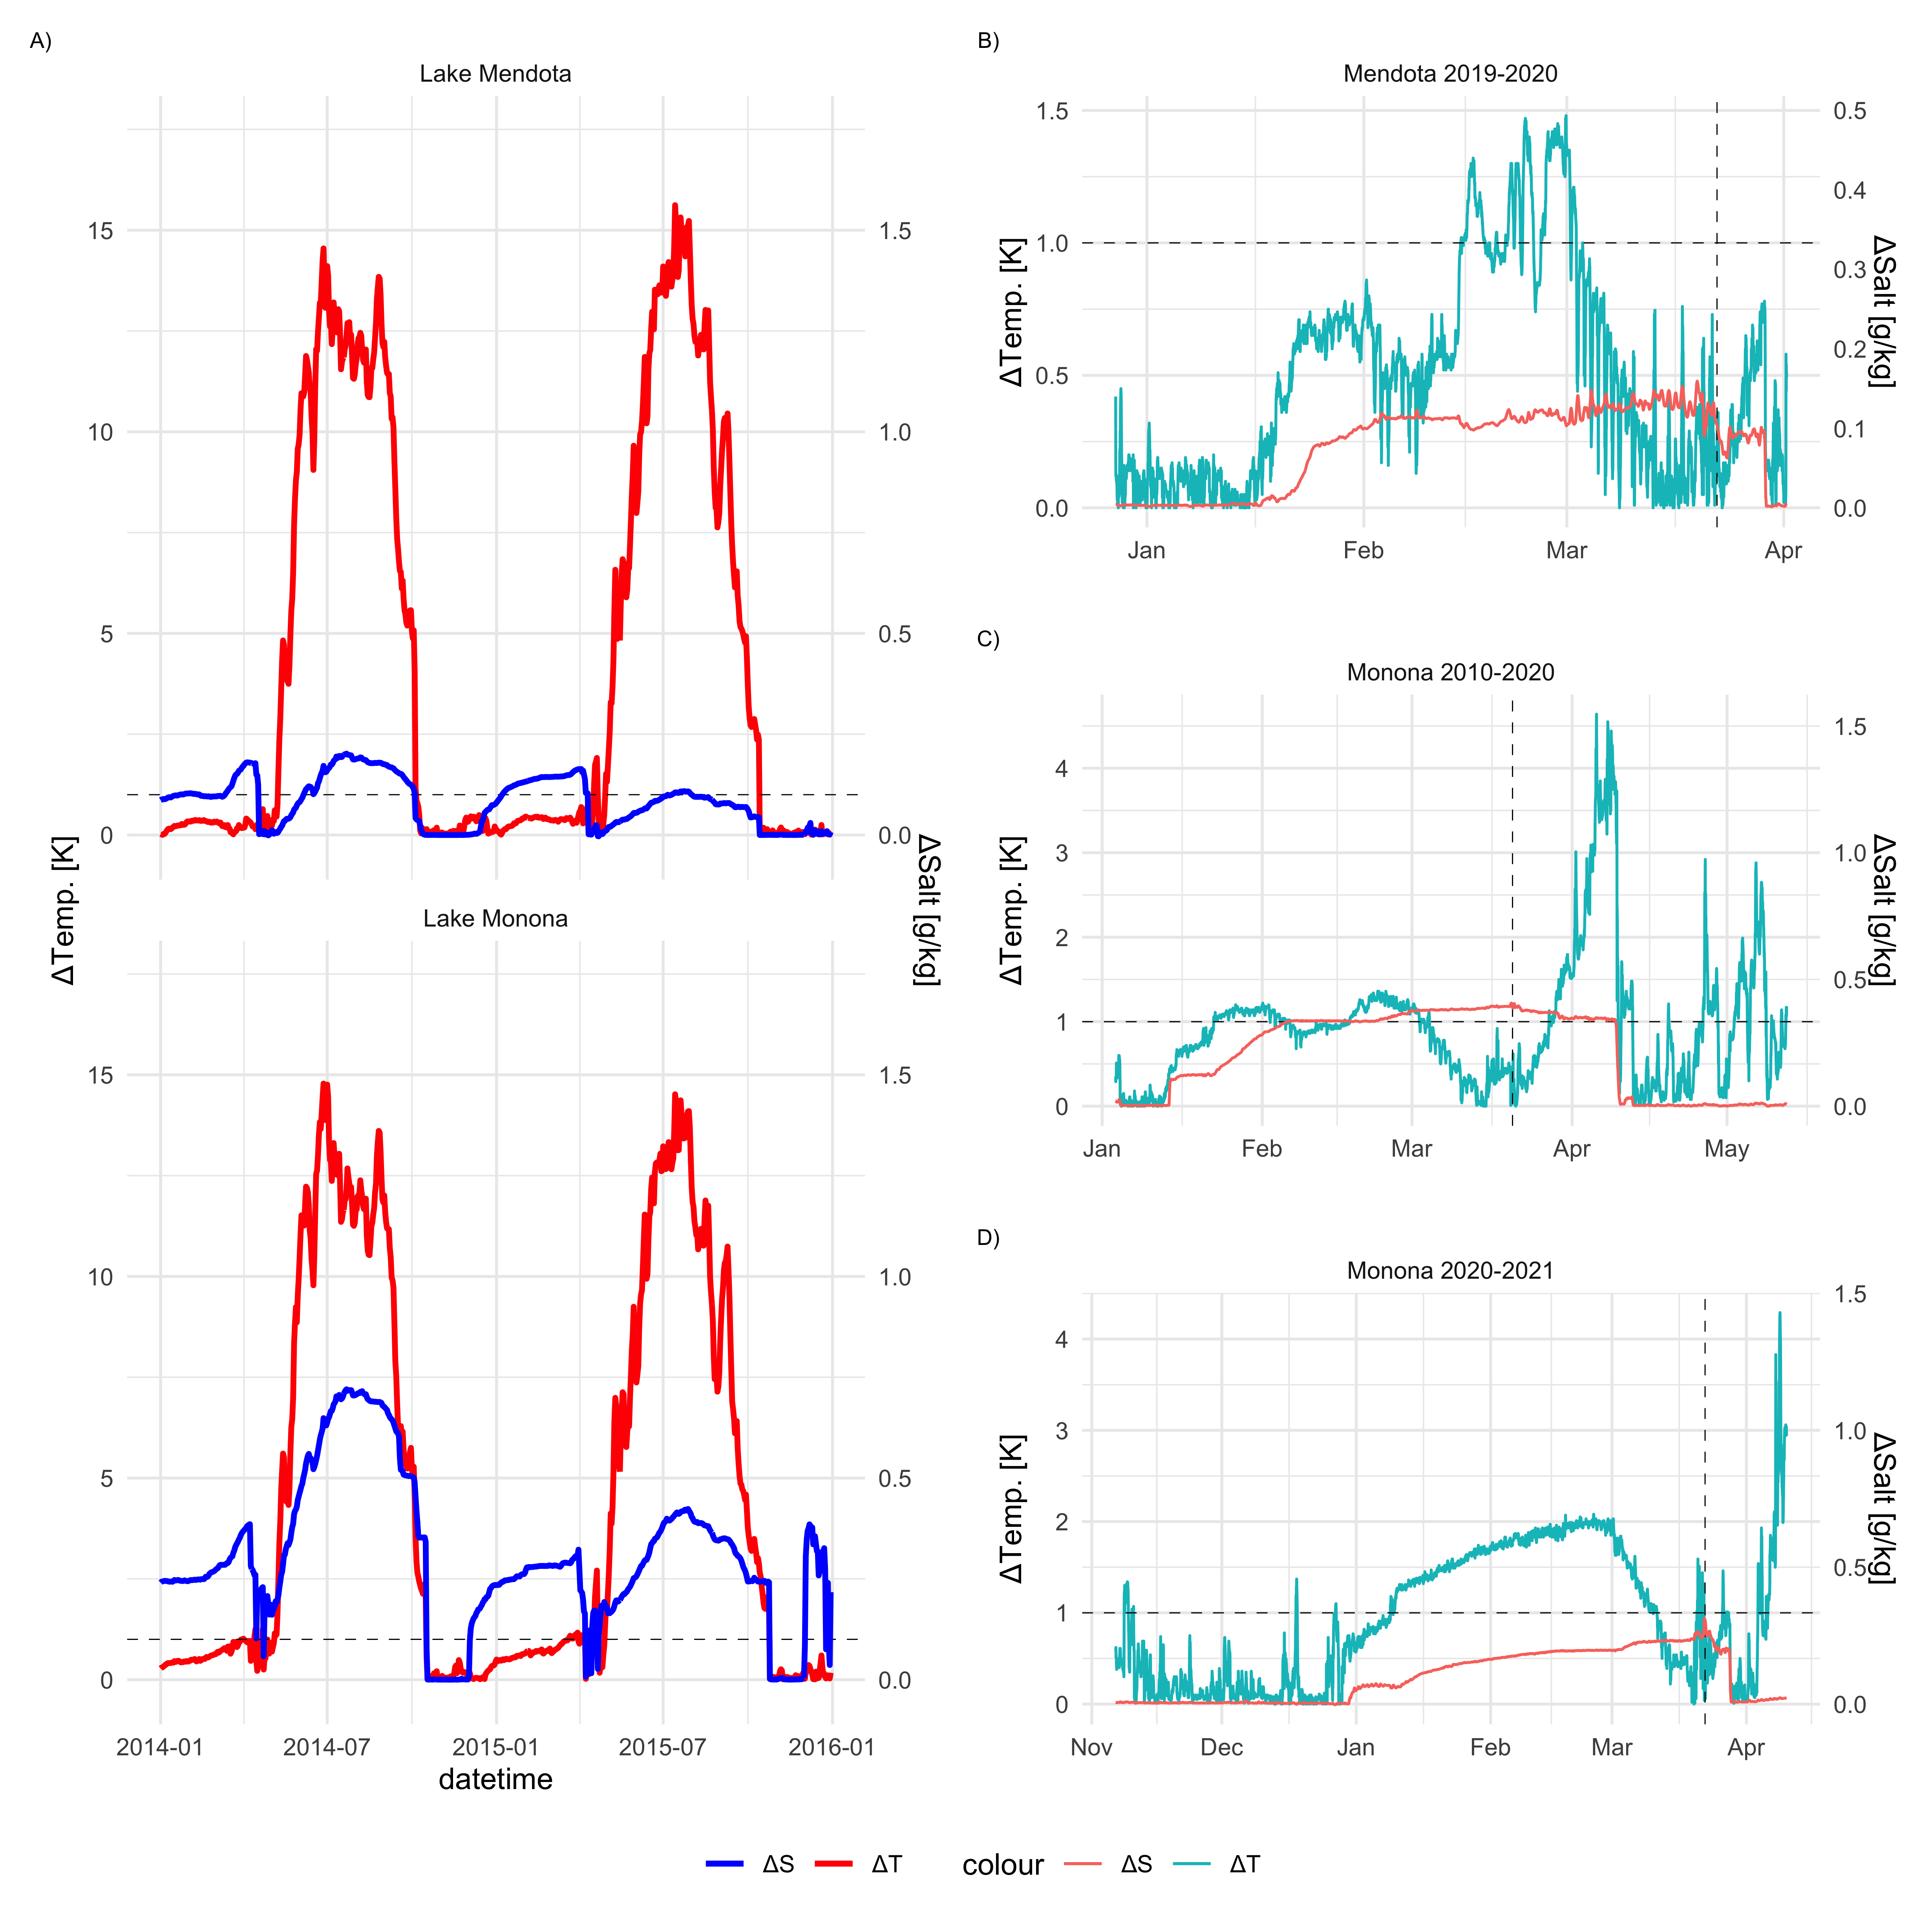 A)
Lake Mendota
15
10
5
0
1.5
1.0
0.5
0.0
ΔTemp. [K]
ΔSalt [g/kg]
Lake Monona
15
10
5
0
1.5
1.0
0.5
0.0
2014-01 2014-07 2015-01 2015-07 2016-01
datetime
B)
Mendota 2019-2020
1.5
1.0
0.5
0.0
ΔTemp. [K]
0.5
0.4
0.3
0.2
0.1
0.0
ΔSalt [g/kg]
Jan Feb Mar Apr
C)
Monona 2010-2020
4
3
2
1
0
ΔTemp. [K]
1.5
1.0
0.5
0.0
ΔSalt [g/kg]
Jan Feb Mar Apr May
D)
Monona 2020-2021
4
3
2
1
0
ΔTemp. [K]
1.5
1.0
0.5
0.0
ΔSalt [g/kg]
Nov Dec Jan Feb Mar Apr
ΔS ΔT colour ΔS ΔT